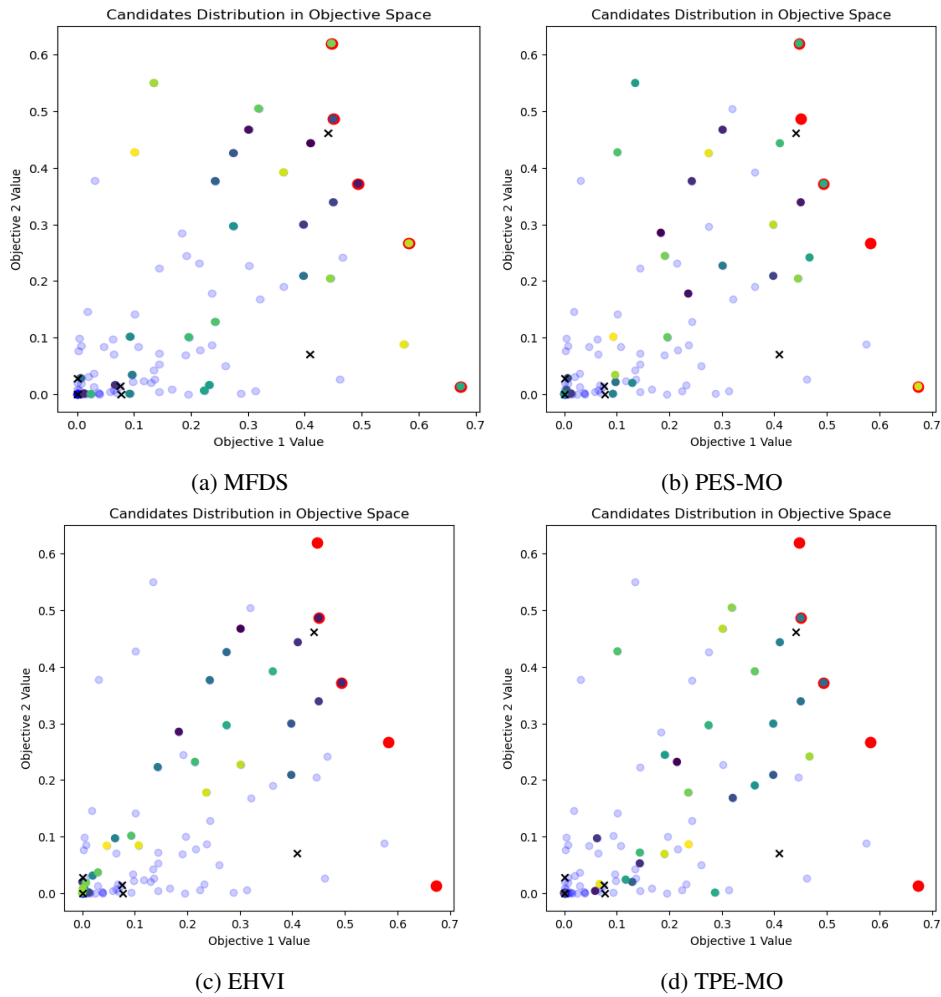 Candidates Distribution in Objective Space
Candidates Distribution in Objective Space
0.6
0.5
0.4
0.3
0.2
0.1
0.0
Objective 2 Value
0.0 0.1 0.2 0.3 0.4 0.5 0.6 0.7
Objective 1 Value
0.6
0.5
0.4
0.3
0.2
0.1
0.0
Objective 2 Value
0.0 0.1 0.2 0.3 0.4 0.5 0.6 0.7
Objective 1 Value
(a) MFDS
(b) PES-MO
Candidates Distribution in Objective Space
Candidates Distribution in Objective Space
0.6
0.5
0.4
0.3
0.2
0.1
0.0
Objective 2 Value
0.0 0.1 0.2 0.3 0.4 0.5 0.6 0.7
Objective 1 Value
0.6
0.5
0.4
0.3
0.2
0.1
0.0
Objective 2 Value
0.0 0.1 0.2 0.3 0.4 0.5 0.6 0.7
Objective 1 Value
(c) EHVI
(d) TPE-MO